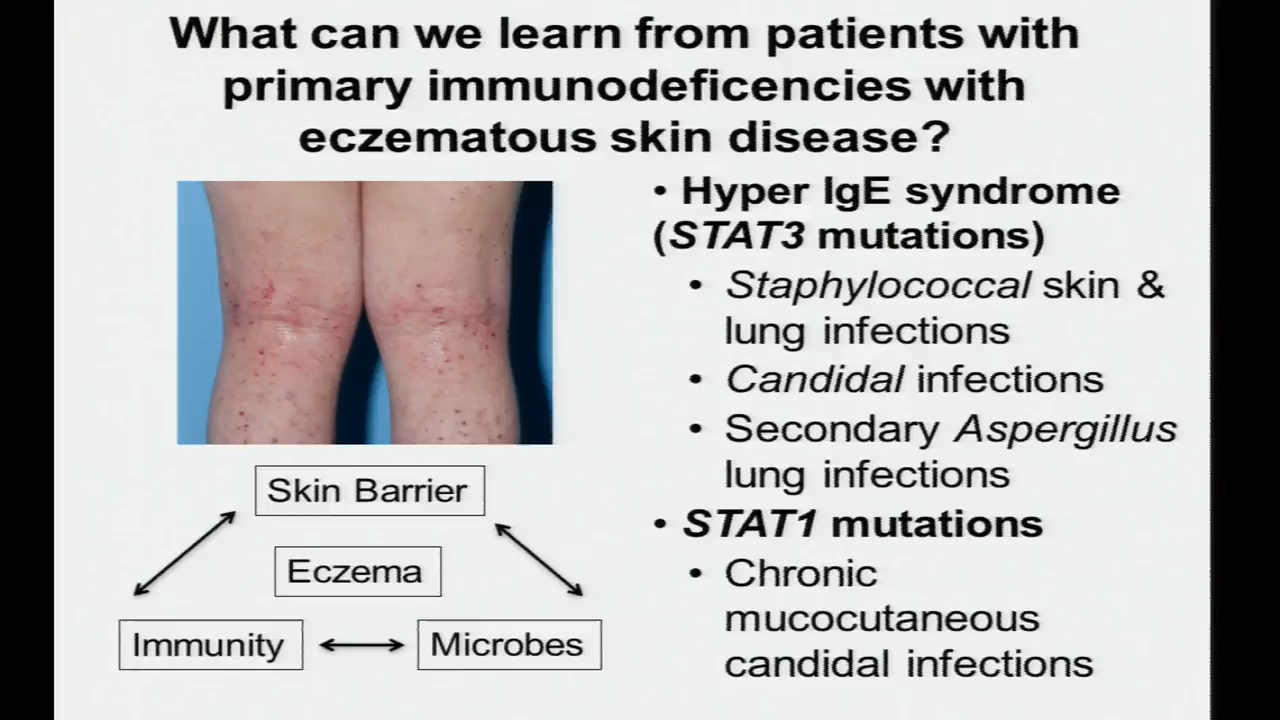 What can we learn from patients with
primary immunodeficencies with
eczematous skin disease?
• Hyper IgE syndrome
(STAT3 mutations)
• Staphylococcal skin &
lung infections
• Candidal infections
• Secondary Aspergillus
lung infections
• STAT1 mutations
• Chronic
mucocutaneous
candidal infections
Skin Barrier
Eczema
Immunity
Microbes